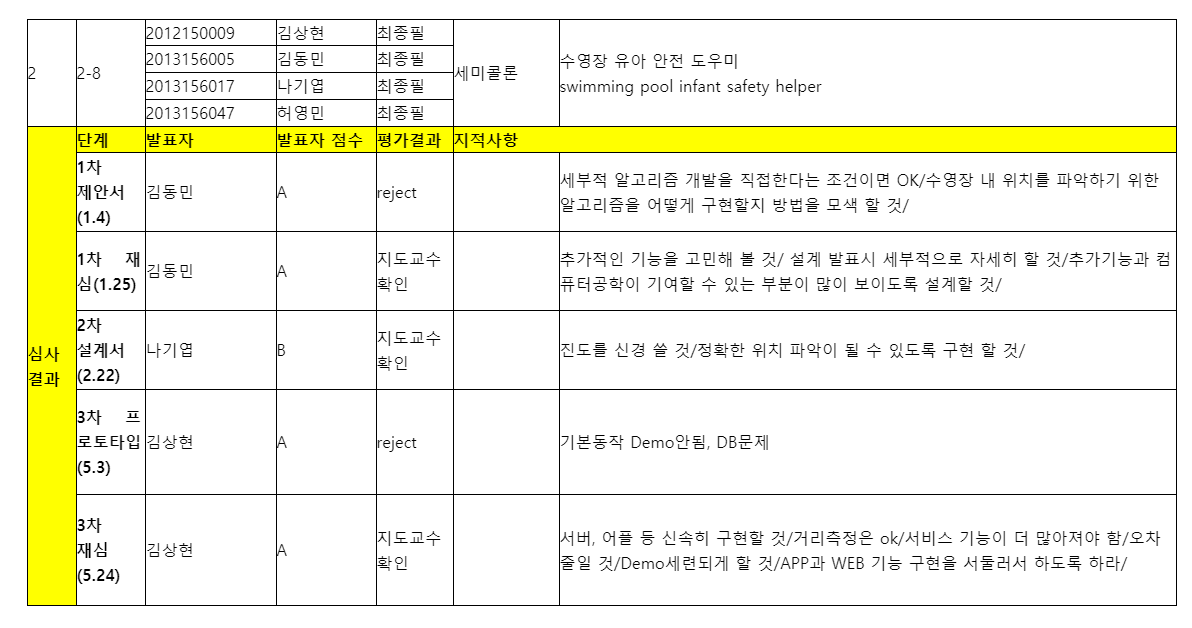 2012150009 김상현 최종필
2013156005 김동민 최종필
2 2-8 세미콜론 수영장 유아 안전 도우미
swimming pool infant safety helper
2013156017 나기엽 최종필
2013156047 허영민 최종필
단계 발표자 발표자 점수 평가결과 지적사항
심사
결과
1차
제안서
(1.4)
김동민 A reject
세부적 알고리즘 개발을 직접한다는 조건이면 OK/수영장 내 위치를 파악하기 위한
알고리즘을 어떻게 구현할지 방법을 모색 할 것/
1차 재
심(1.25)
김동민 A
지도교수
확인
추가적인 기능을 고민해 볼 것/ 설계 발표시 세부적으로 자세히 할 것/추가기능과 컴
퓨터공학이 기여할 수 있는 부분이 많이 보이도록 설계할 것/
2차
설계서
(2.22)
나기엽 B
지도교수
확인
진도를 신경 쓸 것/정확한 위치 파악이 될 수 있도록 구현 할 것/
3차 프
로토타입
(5.3)
김상현 A reject
기본동작 Demo안됨, DB문제
3차
재심
(5.24)
김상현 A
지도교수
확인
서버, 어플 등 신속히 구현할 것/거리측정은 ok/서비스 기능이 더 많아져야 함/오차
줄일 것/Demo세련되게 할 것/APP과 WEB 기능 구현을 서둘러서 하도록 하라/